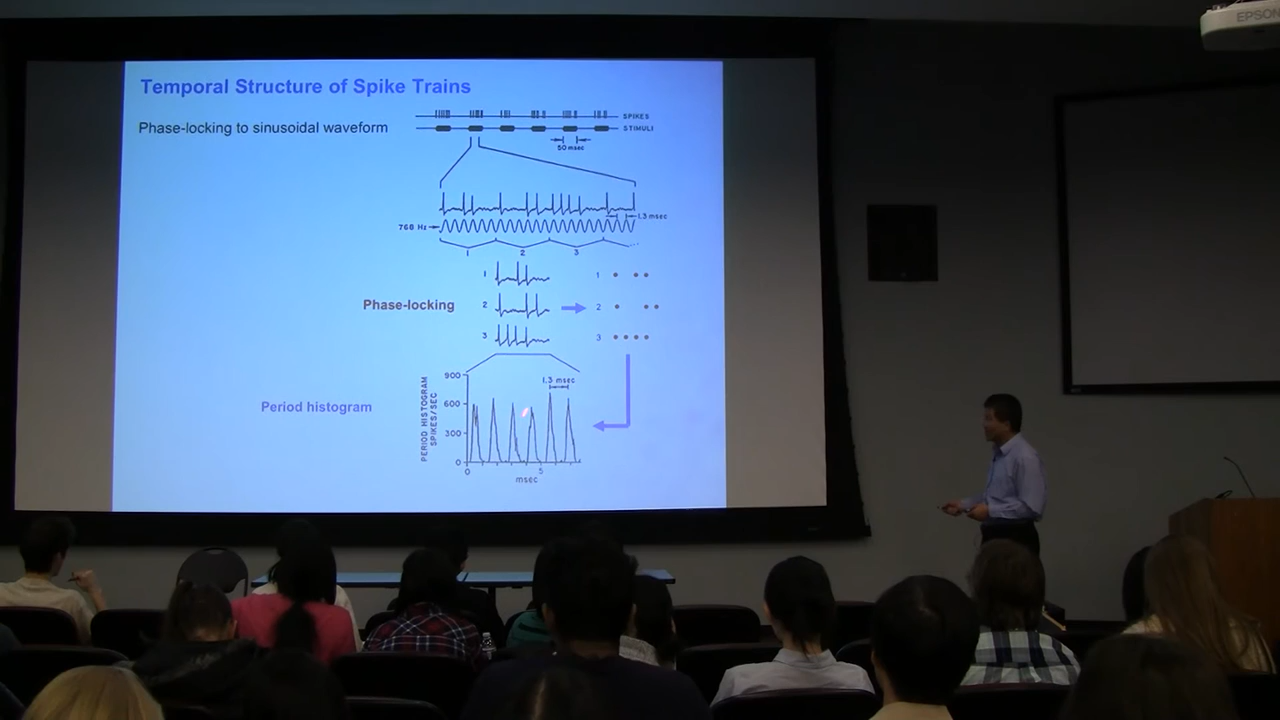 EPSON
Temporal Structure of Spike Trains
SPIKES
Phase-locking to sinusoidal waveform
STIMULI
50 msec
1.3 msec
760 Hz
1 2 3
1 1
Phase-locking
2 2
3 3
1.3 msec
Period histogram
PERIOD HISTOGRAM
SPIKES/SEC
900
600
300
0
0 5
msec